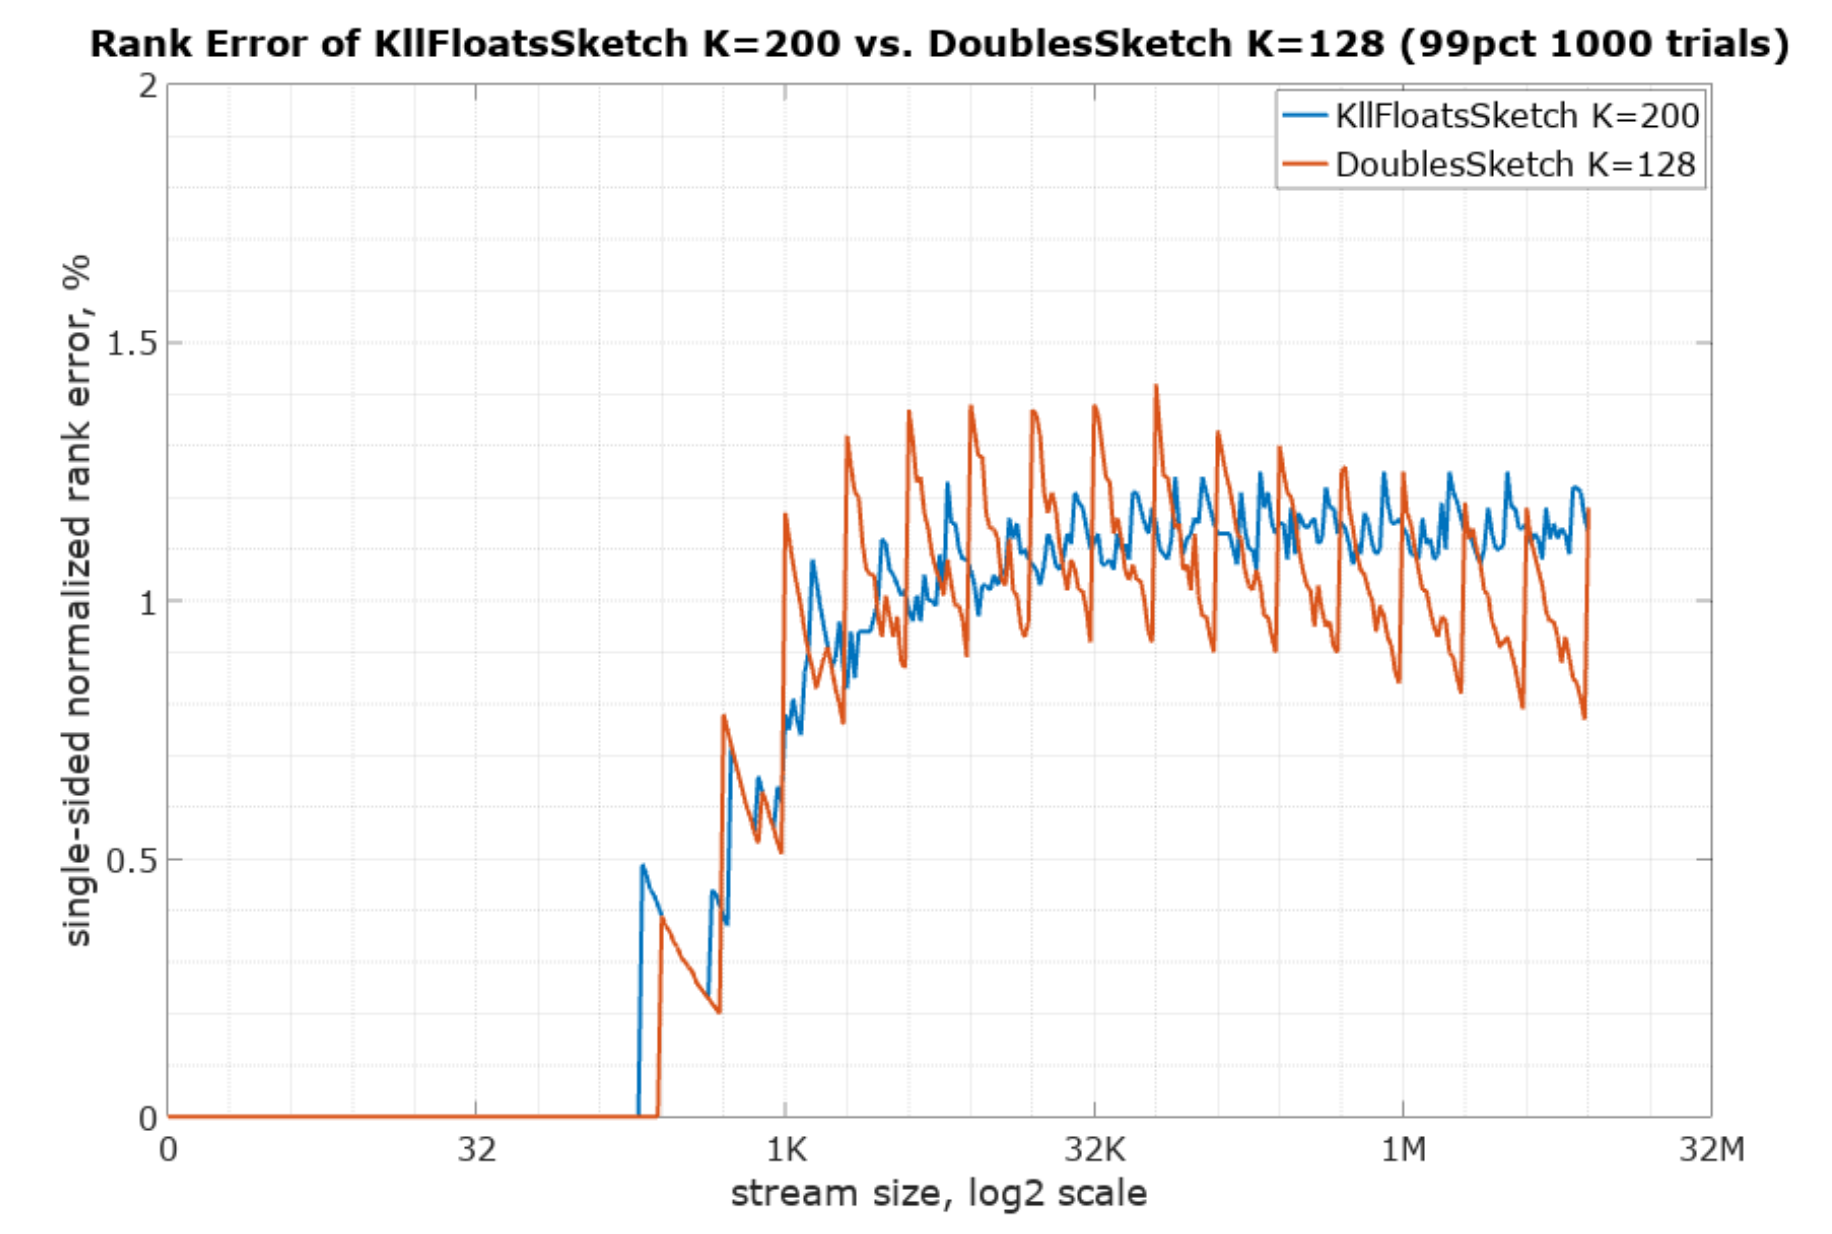 Rank Error of KllFloatsSketch K=200 vs. DoublesSketch K=128 (99pct 1000 trials)
KllFloatsSketch K=200
DoublesSketch K=128
single-sided normalized rank error, %
2
1.5
1
0.5
0
0 32 1K 32K 1M 32M
stream size, log2 scale